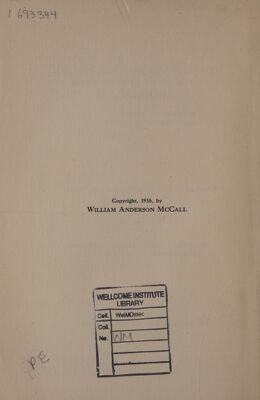 1693344
Copyright, 1916, by
WILLIAM ANDERSON MCCALL
WELLCOME INSTITUTE
LIBRARY
Coll. WelMOmec
Coll.
No. WM
PE